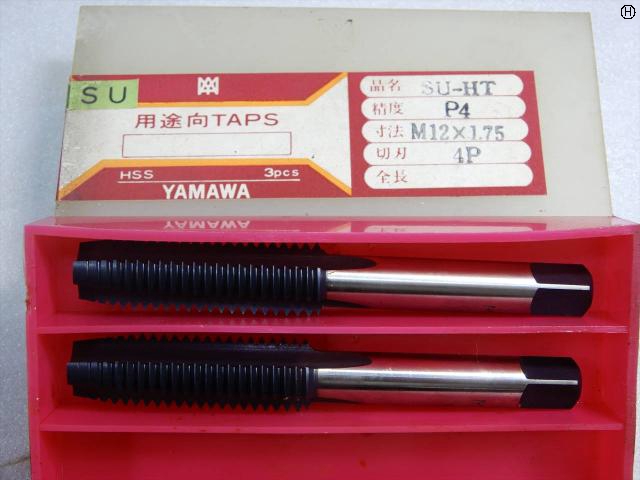 SU
用途向TAPS
HSS 3pcs
YAMAWA
品名 SU-HT
精度 P4
寸法 M12×1.75
切刃 4P
全長
H